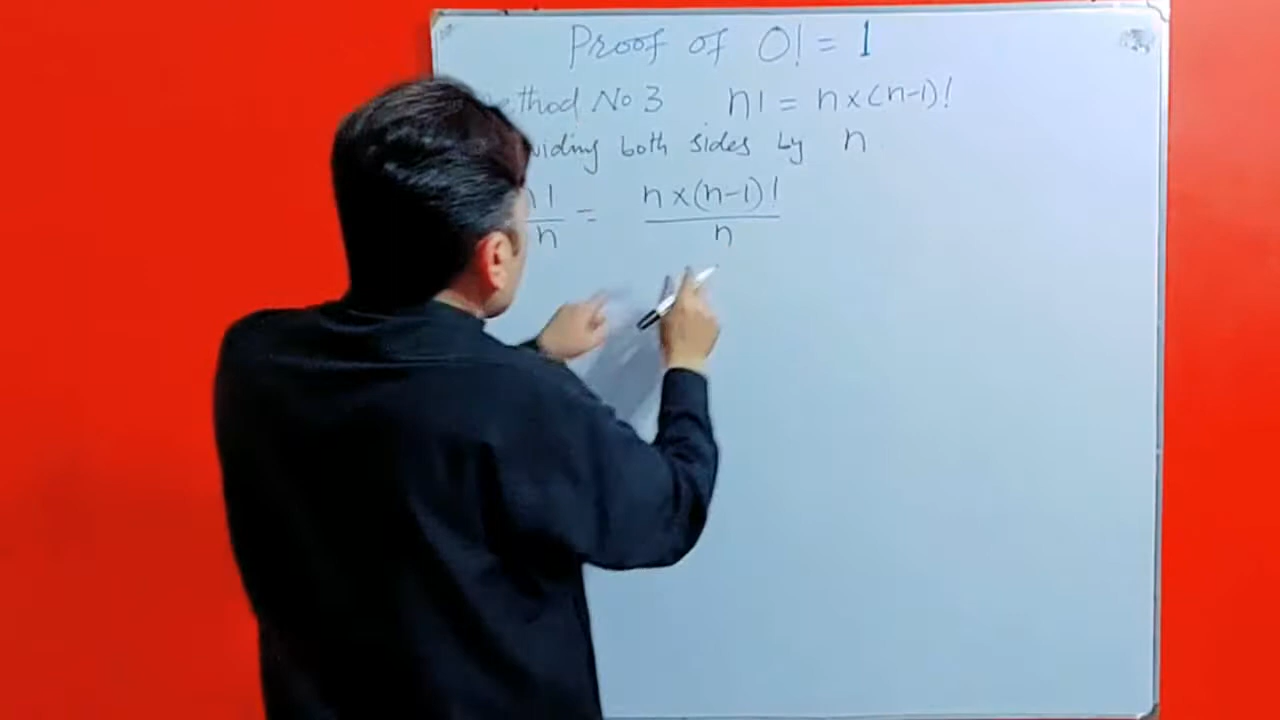 Proof of 0! = 1
ethod No 3 n! = n×(n-1)!
viding both sides by n
n! / n = n×(n-1)! / n